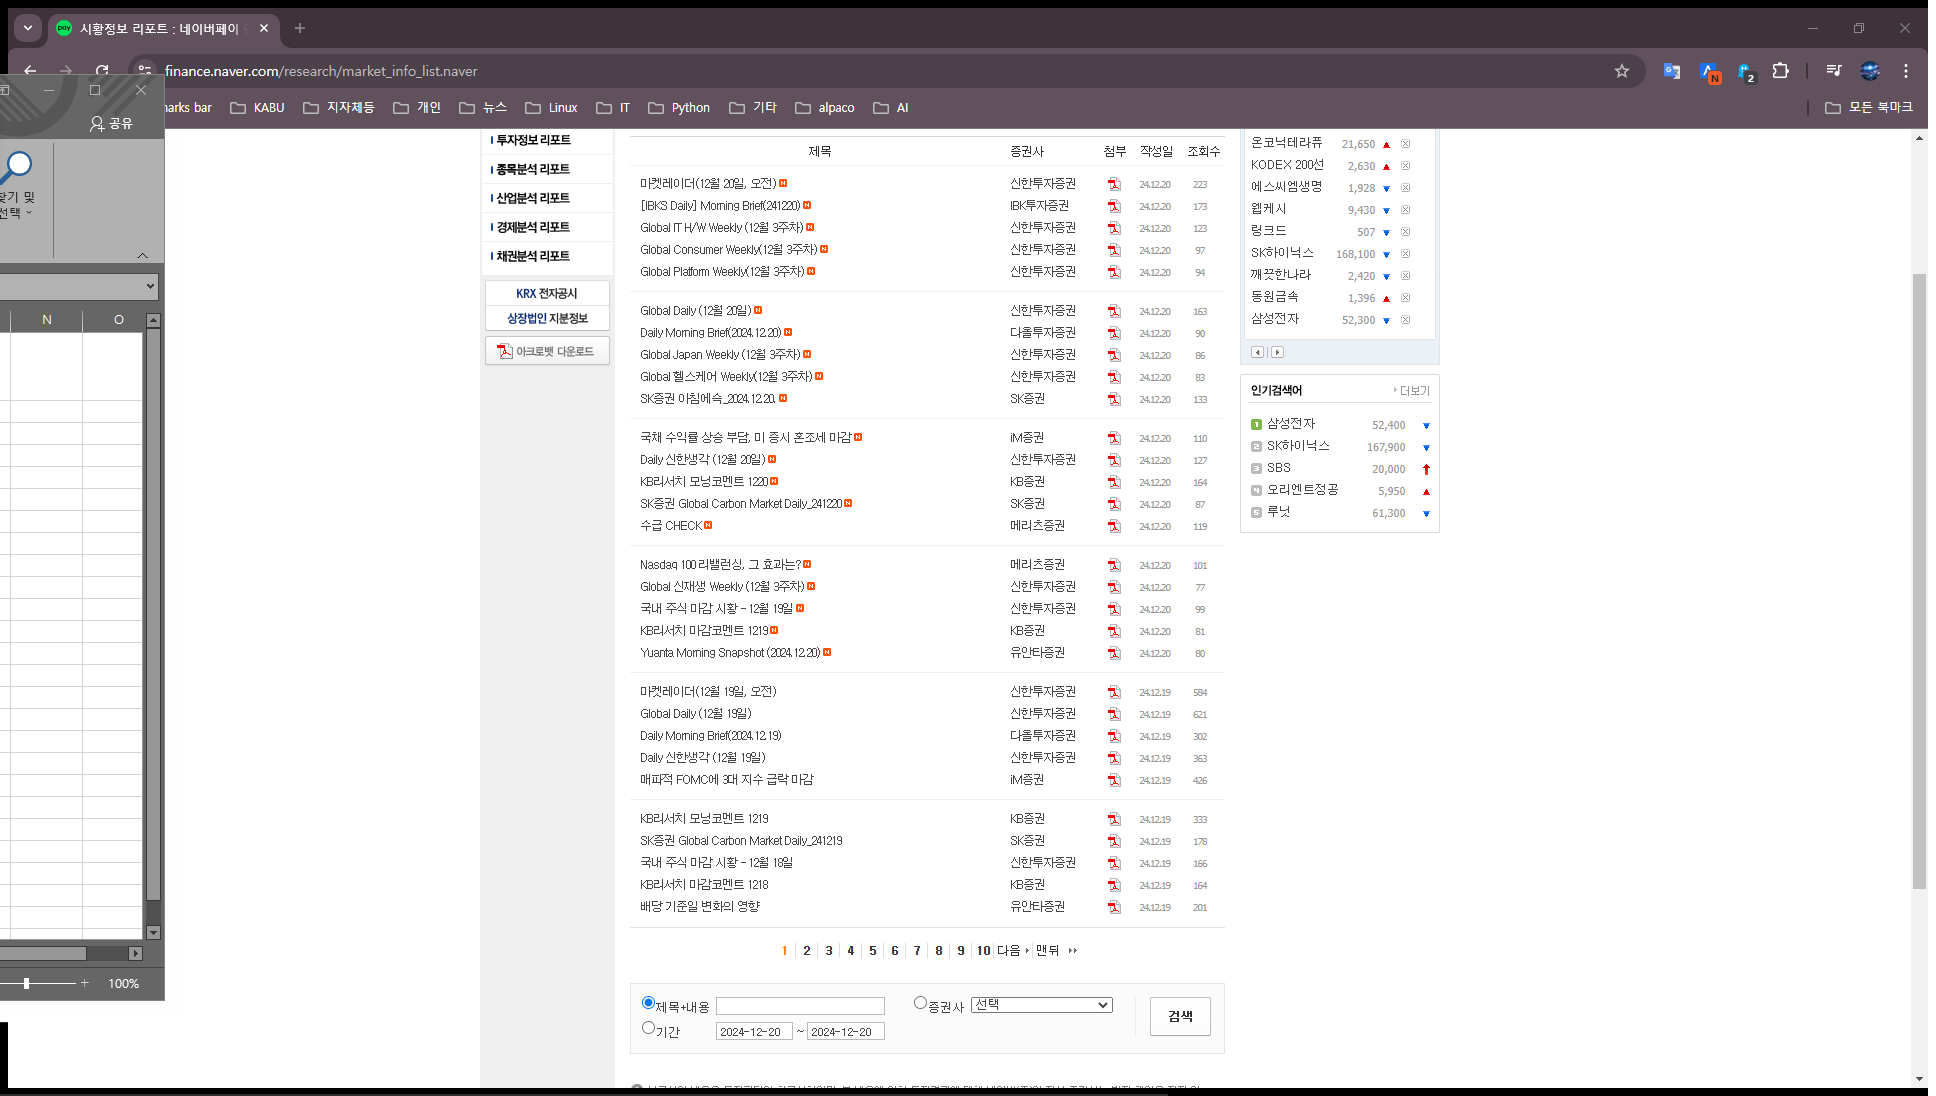 시황정보 리포트 : 네이버페이
finance.naver.com/research/market_info_list.naver
N
2
narks bar
KABU
지자체등
개인
뉴스
Linux
IT
Python
기타
alpaco
AI
모든 북마크
공유
찾기 및
선택
N O
100%
투자정보 리포트
종목분석 리포트
산업분석 리포트
경제분석 리포트
채권분석 리포트
KRX 전자공시
상장법인 지분정보
아크로뱃 다운로드
제목 증권사 첨부 작성일 조회수
마켓레이더(12월 20일, 오전) N 신한투자증권 24.12.20 223
[IBKS Daily] Morning Brief(241220) N IBK투자증권 24.12.20 173
Global IT H/W Weekly (12월 3주차) N 신한투자증권 24.12.20 123
Global Consumer Weekly(12월 3주차) N 신한투자증권 24.12.20 97
Global Platform Weekly(12월 3주차) N 신한투자증권 24.12.20 94
Global Daily (12월 20일) N 신한투자증권 24.12.20 163
Daily Morning Brief(2024.12.20) N 다올투자증권 24.12.20 90
Global Japan Weekly (12월 3주차) N 신한투자증권 24.12.20 86
Global 헬스케어 Weekly(12월 3주차) N 신한투자증권 24.12.20 83
SK증권 아침에슥_2024.12.20. N SK증권 24.12.20 133
국채 수익률 상승 부담, 미 증시 혼조세 마감 N iM증권 24.12.20 110
Daily 신한생각 (12월 20일) N 신한투자증권 24.12.20 127
KB리서치 모닝코멘트 1220 N KB증권 24.12.20 164
SK증권 Global Carbon Market Daily_241220 N SK증권 24.12.20 87
수급 CHECK N 메리츠증권 24.12.20 119
Nasdaq 100 리밸런싱, 그 효과는? N 메리츠증권 24.12.20 101
Global 신재생 Weekly (12월 3주차) N 신한투자증권 24.12.20 77
국내 주식 마감 시황 - 12월 19일 N 신한투자증권 24.12.20 99
KB리서치 마감코멘트 1219 N KB증권 24.12.20 81
Yuanta Morning Snapshot (2024.12.20) N 유안타증권 24.12.20 80
마켓레이더(12월 19일, 오전) 신한투자증권 24.12.19 584
Global Daily (12월 19일) 신한투자증권 24.12.19 621
Daily Morning Brief(2024.12.19) 다올투자증권 24.12.19 302
Daily 신한생각 (12월 19일) 신한투자증권 24.12.19 363
매파적 FOMC에 3대 지수 급락 마감 iM증권 24.12.19 426
KB리서치 모닝코멘트 1219 KB증권 24.12.19 333
SK증권 Global Carbon Market Daily_241219 SK증권 24.12.19 178
국내 주식 마감 시황 - 12월 18일 신한투자증권 24.12.19 166
KB리서치 마감코멘트 1218 KB증권 24.12.19 164
배당 기준일 변화의 영향 유안타증권 24.12.19 201
1 2 3 4 5 6 7 8 9 10 다음 맨뒤
제목+내용 증권사 선택
기간 2024-12-20 ~ 2024-12-20
검색
온코닉테라퓨 21,650
KODEX 200선 2,630
에스씨엠생명 1,928
웹케시 9,430
링크드 507
SK하이닉스 168,100
깨끗한나라 2,420
동원금속 1,396
삼성전자 52,300
인기검색어 더보기
1 삼성전자 52,400
2 SK하이닉스 167,900
3 SBS 20,000
4 오리엔트정공 5,950
5 루닛 61,300